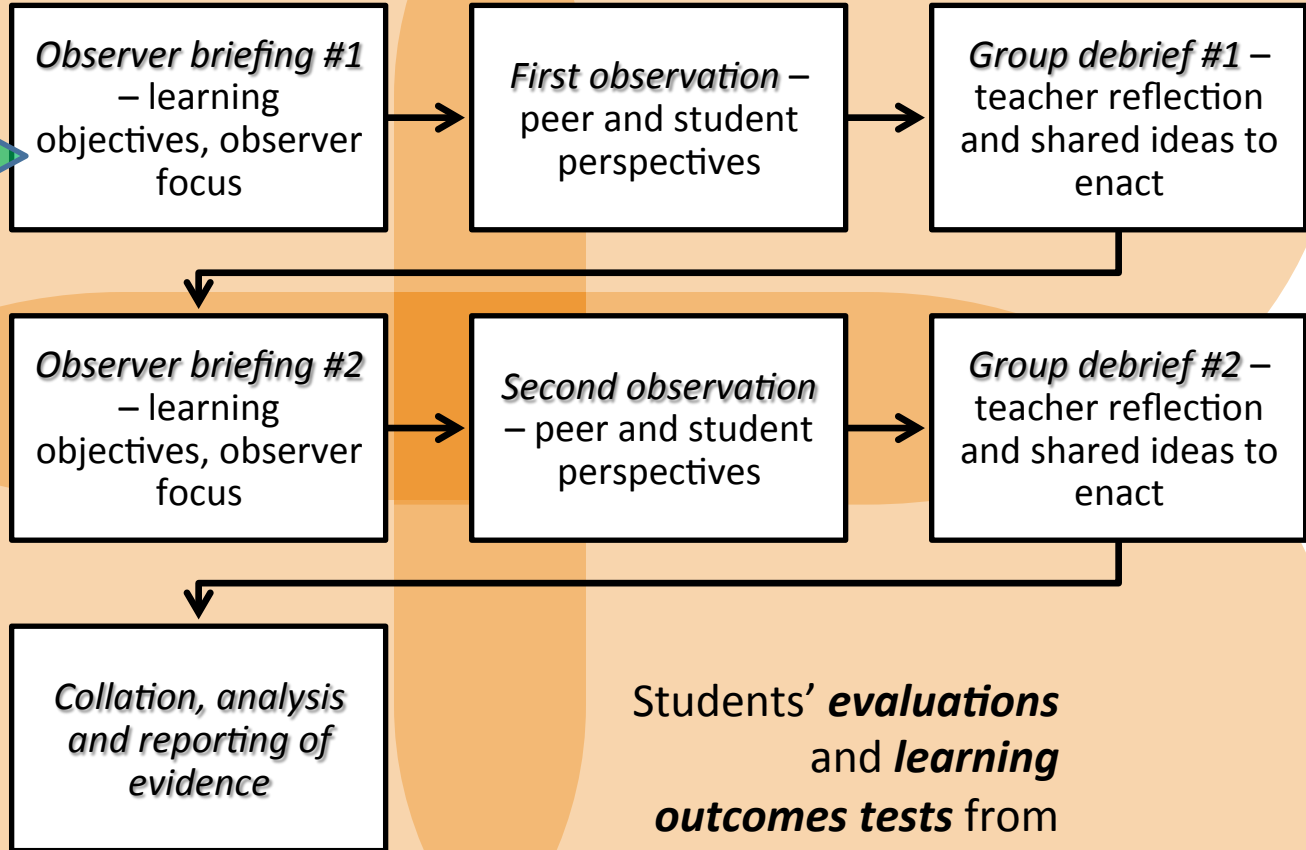 Observer briefing #1
– learning
objectives, observer
focus
First observation –
peer and student
perspectives
Group debrief #1 –
teacher reflection
and shared ideas to
enact
Observer briefing #2
– learning
objectives, observer
focus
Second observation
– peer and student
perspectives
Group debrief #2 –
teacher reflection
and shared ideas to
enact
Collation, analysis
and reporting of
evidence
Students’ evaluations
and learning
outcomes tests from